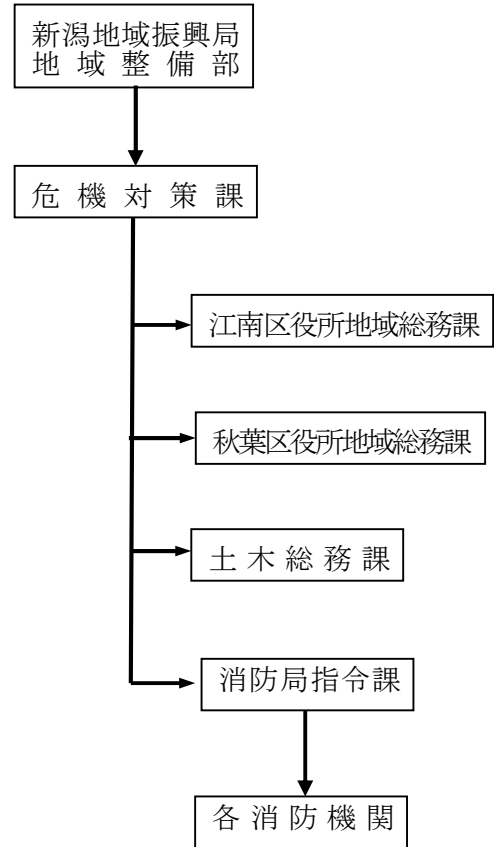 新潟地域振興局
地域整備部
危機対策課
江南区役所地域総務課
秋葉区役所地域総務課
土木総務課
消防局指令課
各消防機関